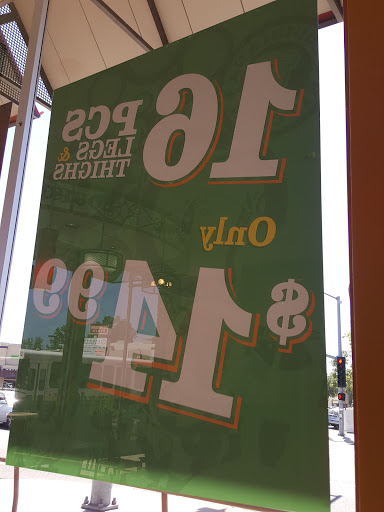 16 PCS
LEGS &
THIGHS
Only
$14.99